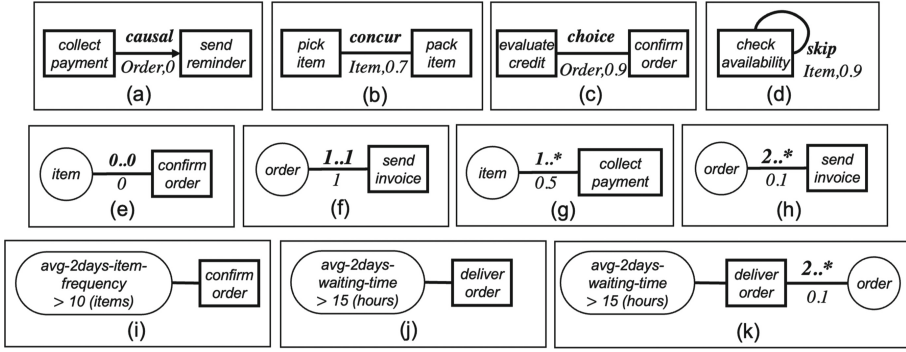 collect
payment
causal
Order,0
send
reminder
(a)
pick
item
concur
Item,0.7
pack
item
(b)
evaluate
credit
choice
Order,0.9
confirm
order
(c)
check
availability
skip
Item,0.9
(d)
item
0..0
0
confirm
order
(e)
order
1..1
1
send
invoice
(f)
item
1..*
0.5
collect
payment
(g)
order
2..*
0.1
send
invoice
(h)
avg-2days-item-
frequency
> 10 (items)
confirm
order
(i)
avg-2days-
waiting-time
> 15 (hours)
deliver
order
(j)
avg-2days-
waiting-time
> 15 (hours)
deliver
order
2..*
0.1
order
(k)